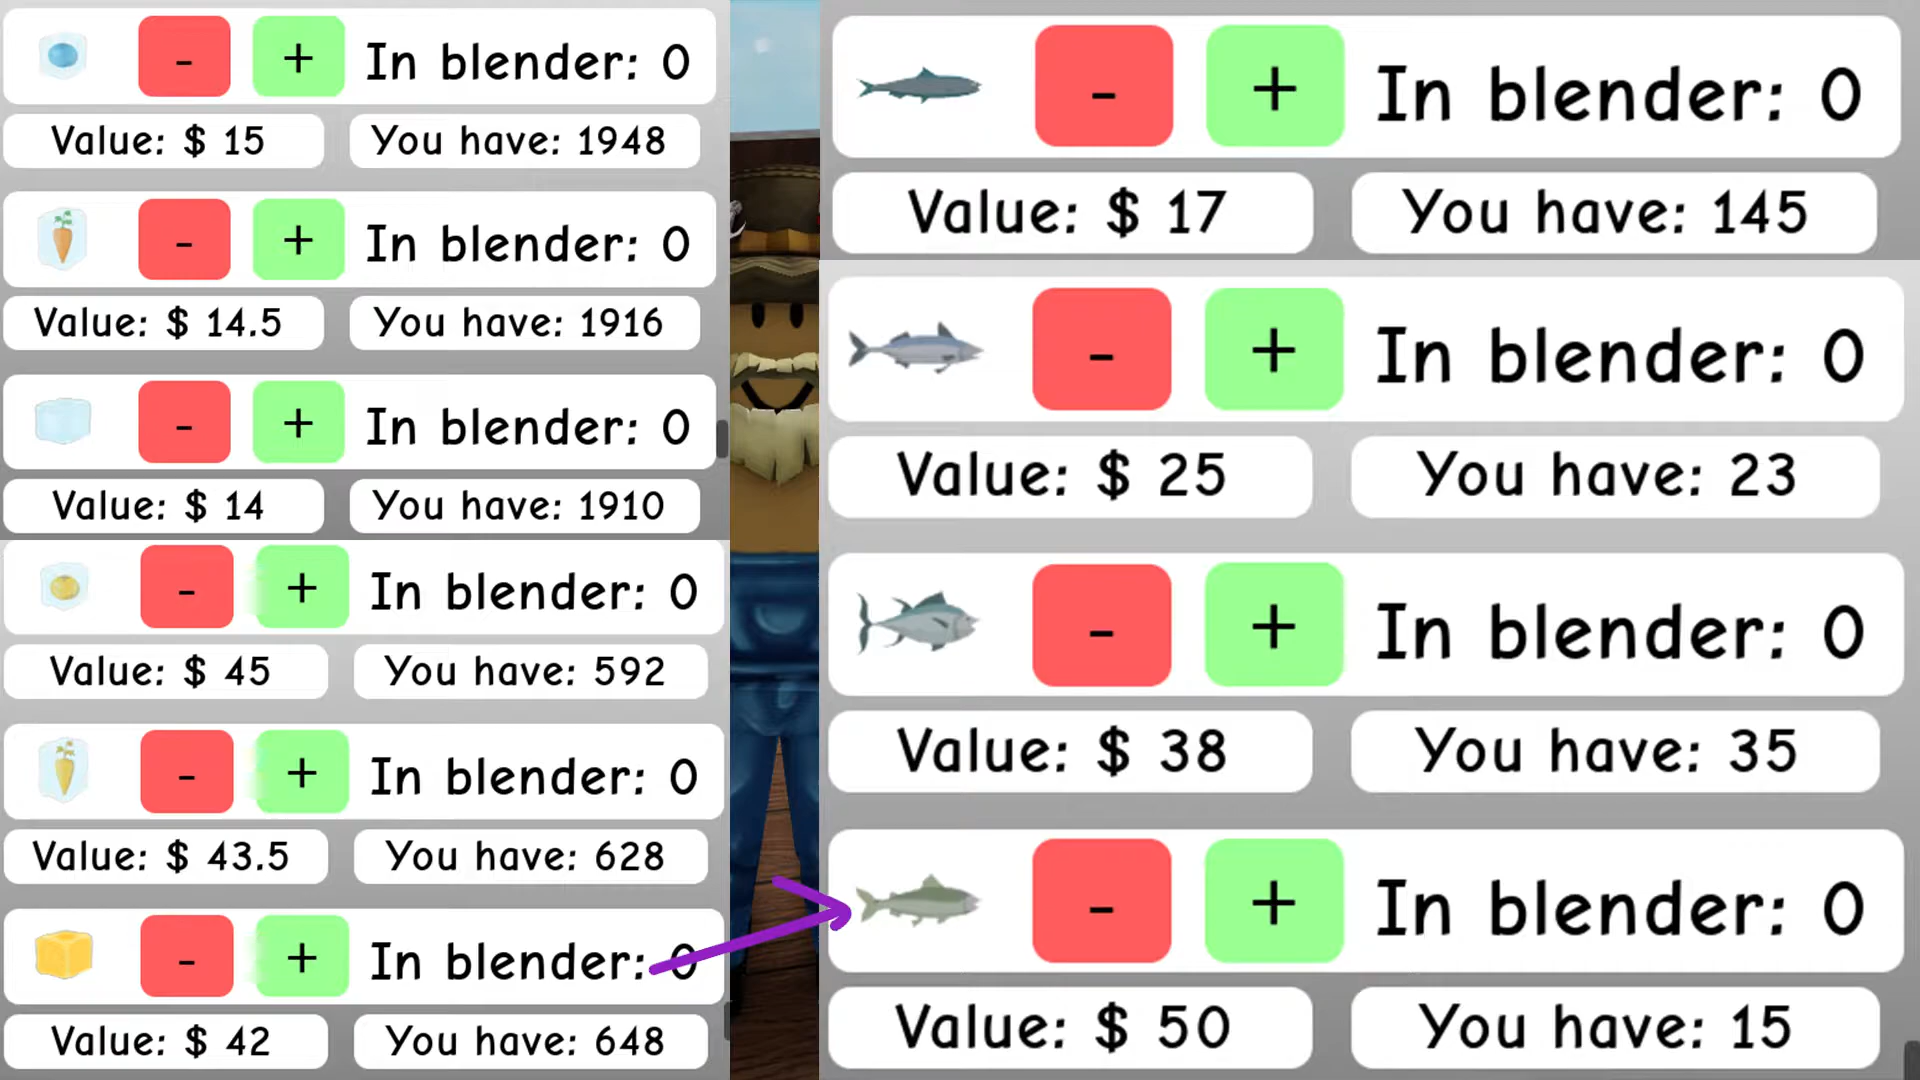 - + In blender: 0
Value: $ 15 You have: 1948
- + In blender: 0
Value: $ 14.5 You have: 1916
- + In blender: 0
Value: $ 14 You have: 1910
- + In blender: 0
Value: $ 45 You have: 592
- + In blender: 0
Value: $ 43.5 You have: 628
- + In blender: 0
Value: $ 42 You have: 648
- + In blender: 0
Value: $ 17 You have: 145
- + In blender: 0
Value: $ 25 You have: 23
- + In blender: 0
Value: $ 38 You have: 35
- + In blender: 0
Value: $ 50 You have: 15